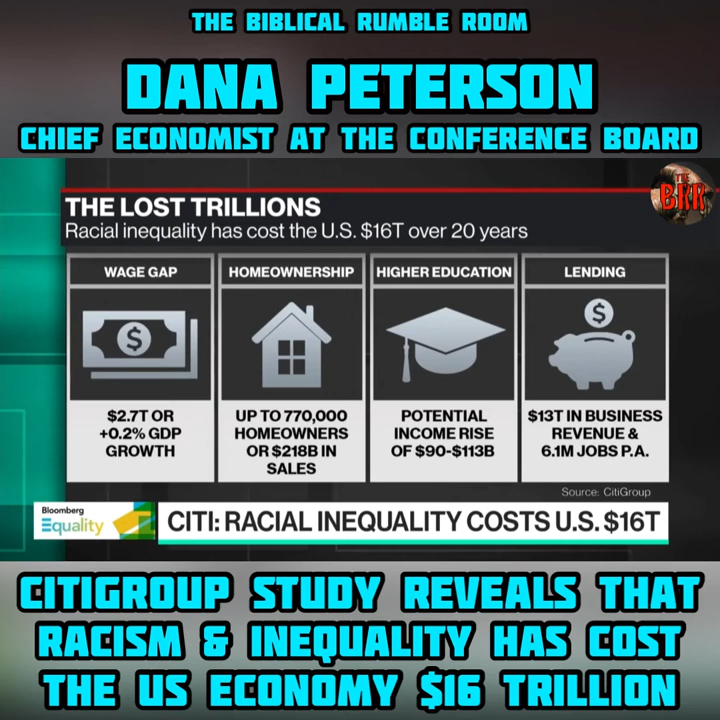 THE BIBLICAL RUMBLE ROOM
DANA PETERSON
CHIEF ECONOMIST AT THE CONFERENCE BOARD
THE
BRR
THE LOST TRILLIONS
Racial inequality has cost the U.S. $16T over 20 years
WAGE GAP
$
$2.7T OR
+0.2% GDP
GROWTH
HOMEOWNERSHIP
UP TO 770,000
HOMEOWNERS
OR $218B IN
SALES
HIGHER EDUCATION
POTENTIAL
INCOME RISE
OF $90-$113B
LENDING
$
$13T IN BUSINESS
REVENUE &
6.1M JOBS P.A.
Source: CitiGroup
Bloomberg
Equality
CITI: RACIAL INEQUALITY COSTS U.S. $16T
CITIGROUP STUDY REVEALS THAT
RACISM & INEQUALITY HAS COST
THE US ECONOMY $16 TRILLION